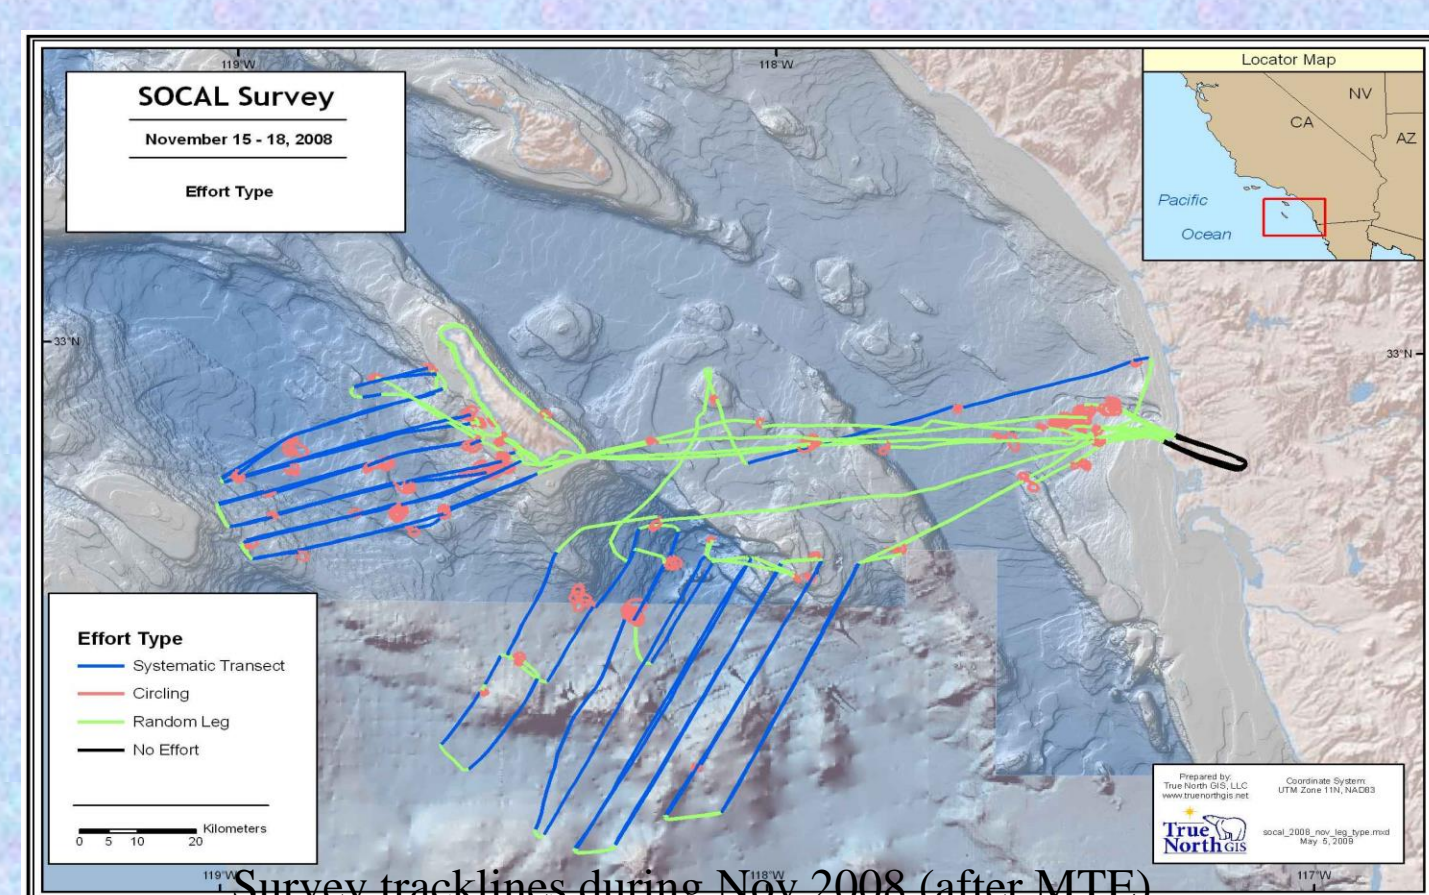 119°W
118°W
SOCAL Survey
November 15 - 18, 2008
Effort Type
Locator Map
NV
CA
AZ
Pacific
Ocean
33°N
33°N
Effort Type
Systematic Transect
Circling
Random Leg
No Effort
Kilometers
0 5 10 20
Prepared by:
True North GIS, LLC
www.truenorthgis.net
Coordinate System:
UTM Zone 11N, NAD83
True
North GIS
socal_2008_nov_leg_type.mxd
May 5, 2009
119°W
118°W
117°W
Survey tracklines during Nov 2008 (after MTE)